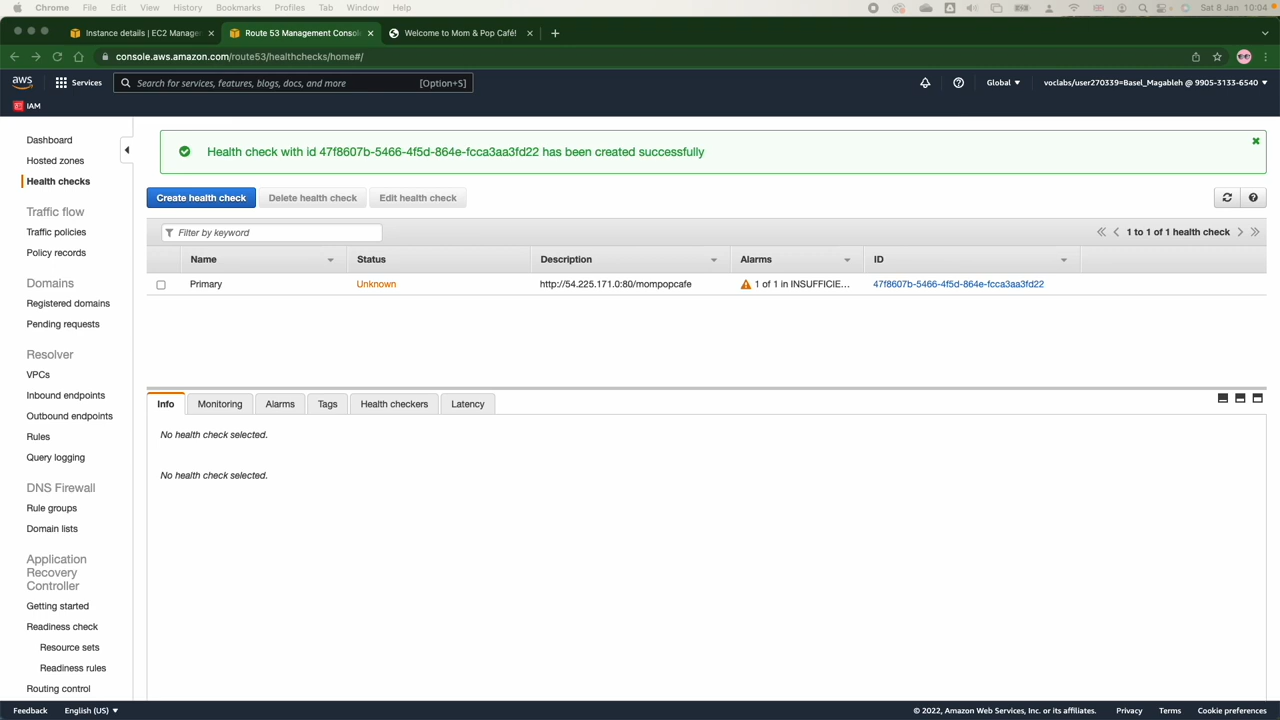 Chrome File Edit View History Bookmarks Profiles Tab Window Help Sat 8 Jan 10:04
Instance details | EC2 Manage × Route 53 Management Console × Welcome to Mom & Pop Café! × +
console.aws.amazon.com/route53/healthchecks/home#/
aws Services Search for services, features, blogs, docs, and more [Option+S] Global voclabs/user270339=Basel_Magableh @ 9905-3133-6540
IAM
Dashboard
Hosted zones
Health checks
Traffic flow
Traffic policies
Policy records
Domains
Registered domains
Pending requests
Resolver
VPCs
Inbound endpoints
Outbound endpoints
Rules
Query logging
DNS Firewall
Rule groups
Domain lists
Application
Recovery
Controller
Getting started
Readiness check
Resource sets
Readiness rules
Routing control
Health check with id 47f8607b-5466-4f5d-864e-fcca3aa3fd22 has been created successfully
Create health check Delete health check Edit health check
Filter by keyword 1 to 1 of 1 health check
Name Status Description Alarms ID
Primary Unknown http://54.225.171.0:80/mompopcafe 1 of 1 in INSUFFICIE... 47f8607b-5466-4f5d-864e-fcca3aa3fd22
Info Monitoring Alarms Tags Health checkers Latency
No health check selected.
No health check selected.
Feedback English (US) © 2022, Amazon Web Services, Inc. or its affiliates. Privacy Terms Cookie preferences